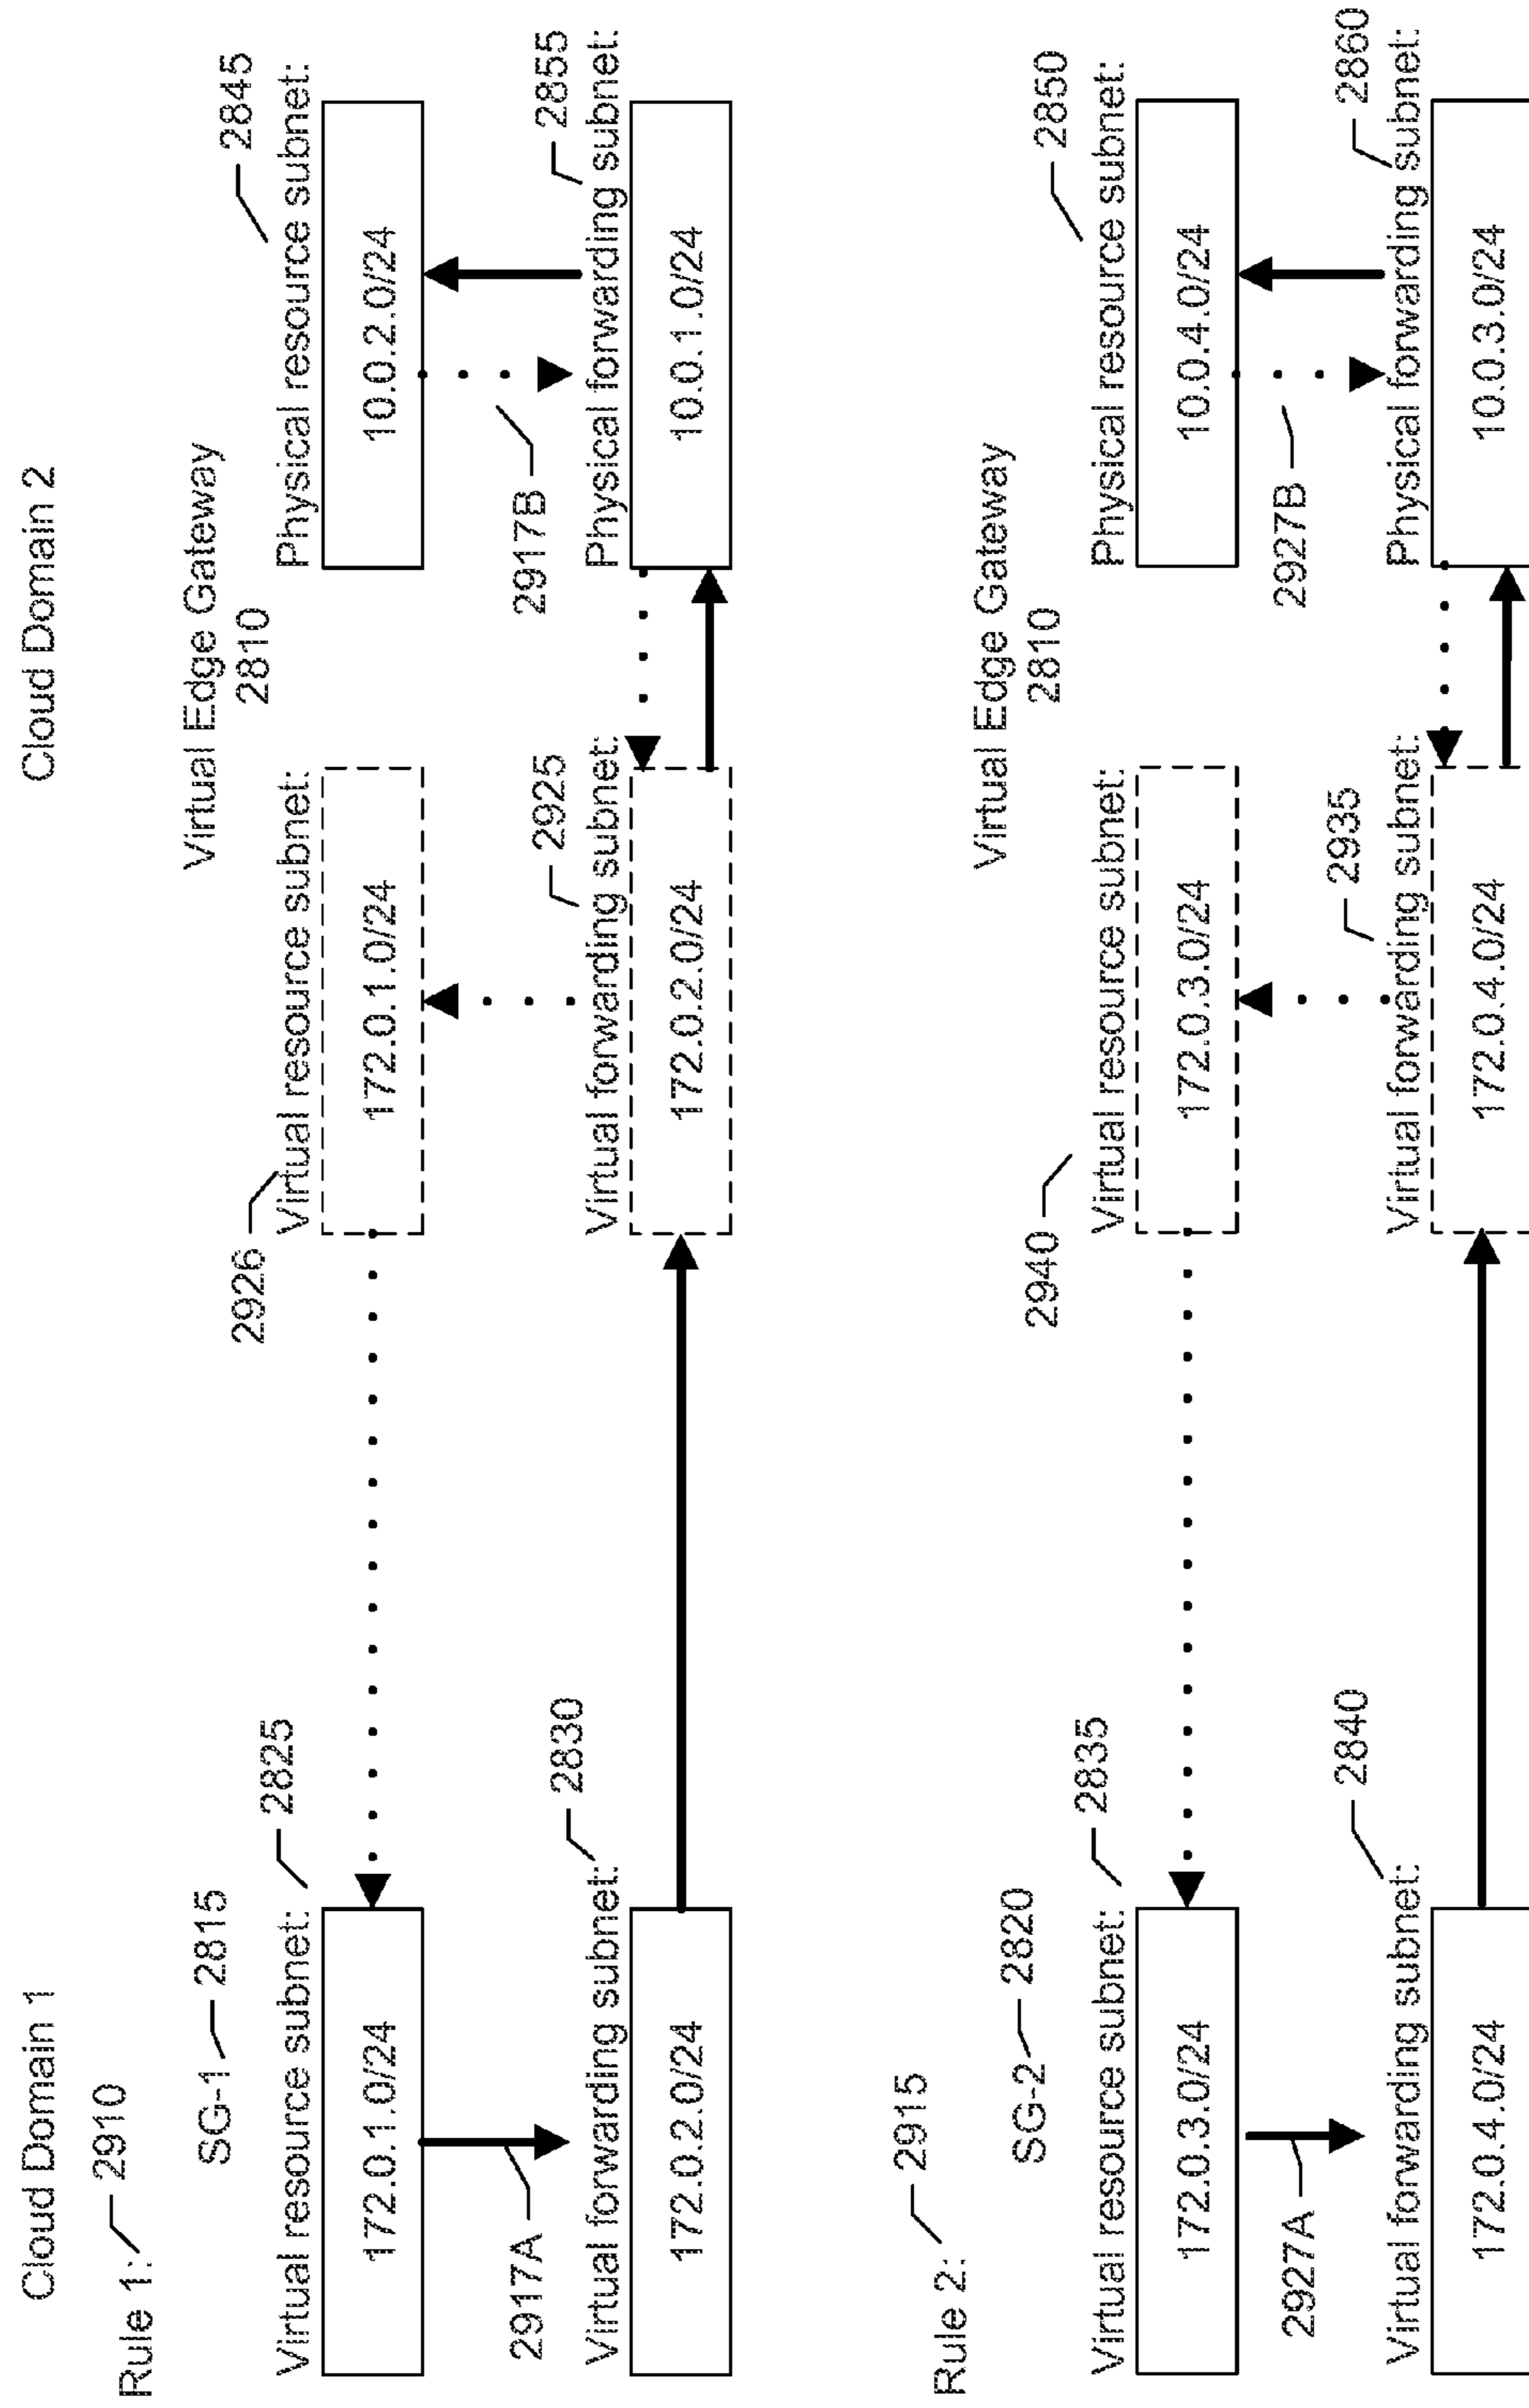 Cloud Domain 1
Cloud Domain 2
Rule 1: 2910
SG-1 2815
Virtual Edge Gateway
2810
2825
2926
2845
Virtual resource subnet:
Virtual resource subnet:
Physical resource subnet:
172.0.1.0/24
172.0.1.0/24
10.0.2.0/24
2917A
2830
2925
2917B
2855
Virtual forwarding subnet:
Virtual forwarding subnet:
Physical forwarding subnet:
172.0.2.0/24
172.0.2.0/24
10.0.1.0/24
Rule 2: 2915
SG-2 2820
Virtual Edge Gateway
2810
2835
2940
2850
Virtual resource subnet:
Virtual resource subnet:
Physical resource subnet:
172.0.3.0/24
172.0.3.0/24
10.0.4.0/24
2927A
2840
2935
2927B
2860
Virtual forwarding subnet:
Virtual forwarding subnet:
Physical forwarding subnet:
172.0.4.0/24
172.0.4.0/24
10.0.3.0/24